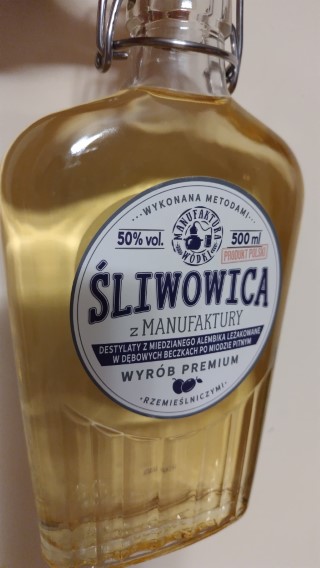 ···WYKONANA METODAMI···
MANUFAKTURA
WÓDKI
50% vol.
500 ml
PRODUKT POLSKI
ŚLIWOWICA
z MANUFAKTURY
DESTYLATY Z MIEDZIANEGO ALEMBIKA LEŻAKOWANE
W DĘBOWYCH BECZKACH PO MIODZIE PITNYM
WYRÓB PREMIUM
·RZEMIEŚLNICZYMI·